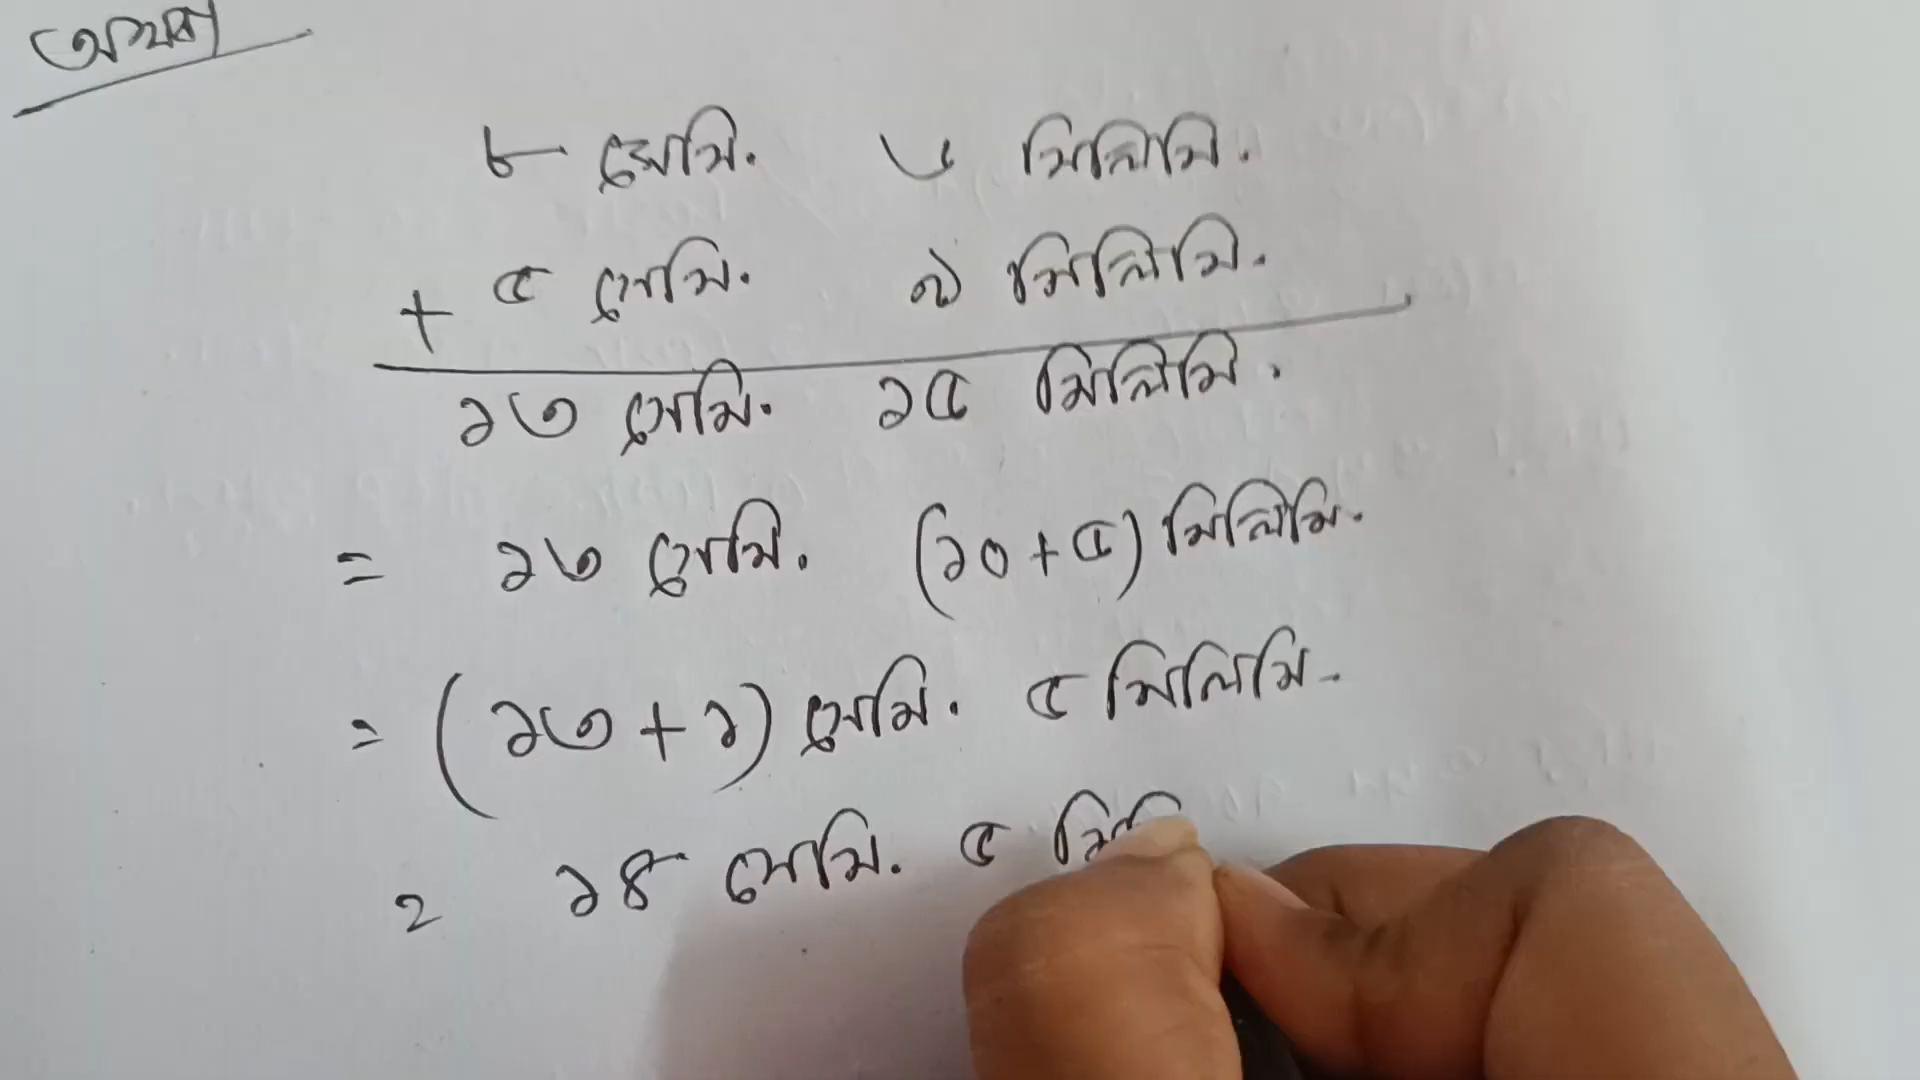 অথবা
৮ সেমি. ৬ মিলিমি.
+ ৫ সেমি. ৯ মিলিমি.
১৩ সেমি. ১৫ মিলিমি.
= ১৩ সেমি. (১০+৫) মিলিমি.
= (১৩+১) সেমি. ৫ মিলিমি.
= ১৪ সেমি. ৫ মিলি